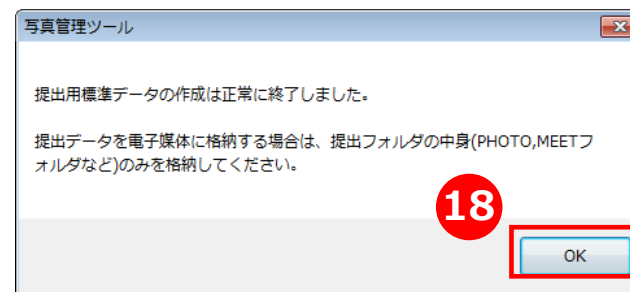 写真管理ツール
提出用標準データの作成は正常に終了しました。
提出データを電子媒体に格納する場合は、提出フォルダの中身(PHOTO,MEETフ
ォルダなど)のみを格納してください。
18
OK